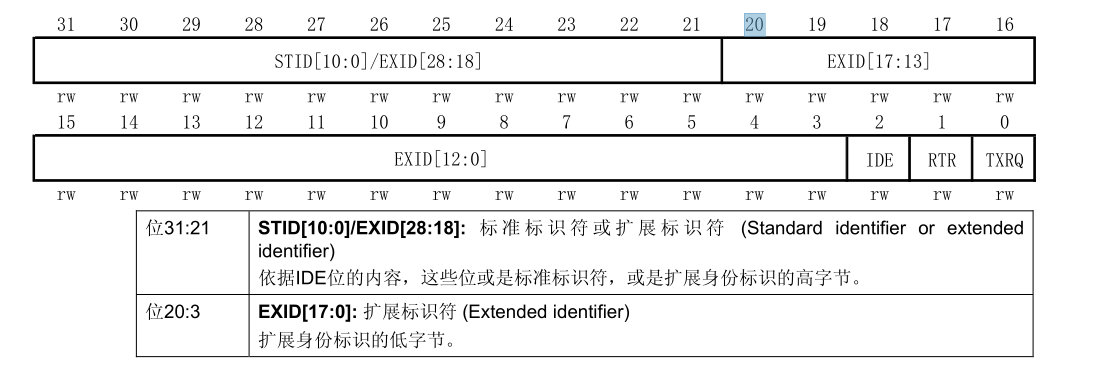 31 30 29 28 27 26 25 24 23 22 21 20 19 18 17 16
STID[10:0]/EXID[28:18] EXID[17:13]
rw rw rw rw rw rw rw rw rw rw rw rw rw rw rw rw
15 14 13 12 11 10 9 8 7 6 5 4 3 2 1 0
EXID[12:0] IDE RTR TXRQ
rw rw rw rw rw rw rw rw rw rw rw rw rw rw rw rw
位31:21 STID[10:0]/EXID[28:18]: 标准标识符或扩展标识符 (Standard identifier or extended
identifier)
依据IDE位的内容，这些位或是标准标识符，或是扩展身份标识的高字节。
位20:3 EXID[17:0]: 扩展标识符 (Extended identifier)
扩展身份标识的低字节。